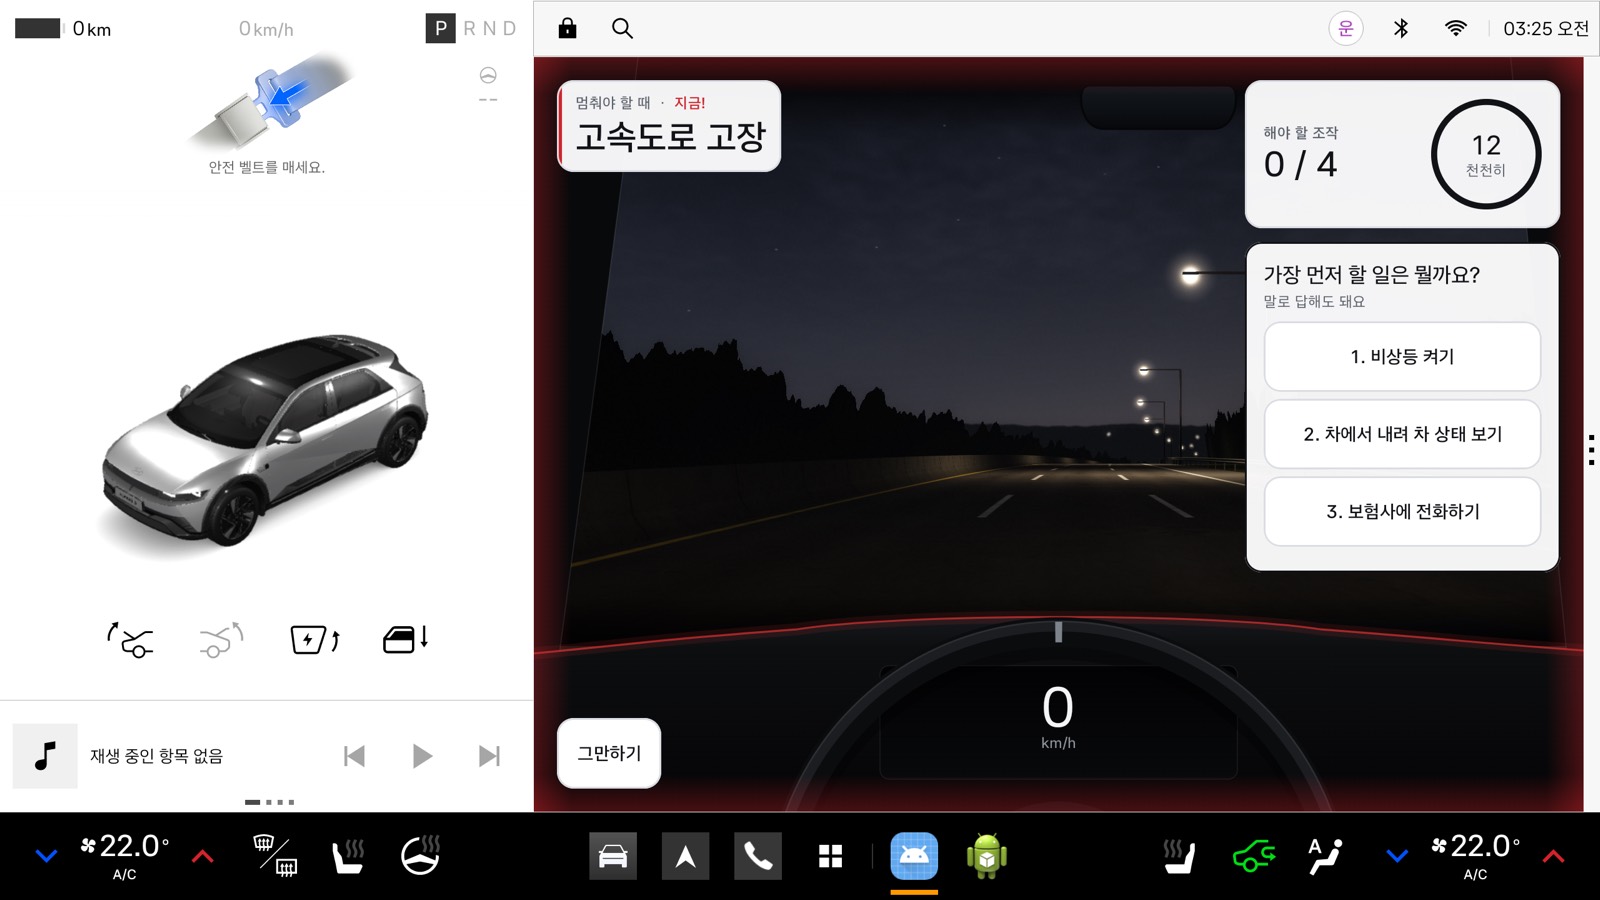 0 km
0 km/h
P R N D
--
안전 벨트를 매세요.
재생 중인 항목 없음
운
03:25 오전
멈춰야 할 때 · 지금!
고속도로 고장
해야 할 조작
0 / 4
12
천천히
가장 먼저 할 일은 뭘까요?
말로 답해도 돼요
1. 비상등 켜기
2. 차에서 내려 차 상태 보기
3. 보험사에 전화하기
0
km/h
그만하기
22.0°
A/C
A
22.0°
A/C